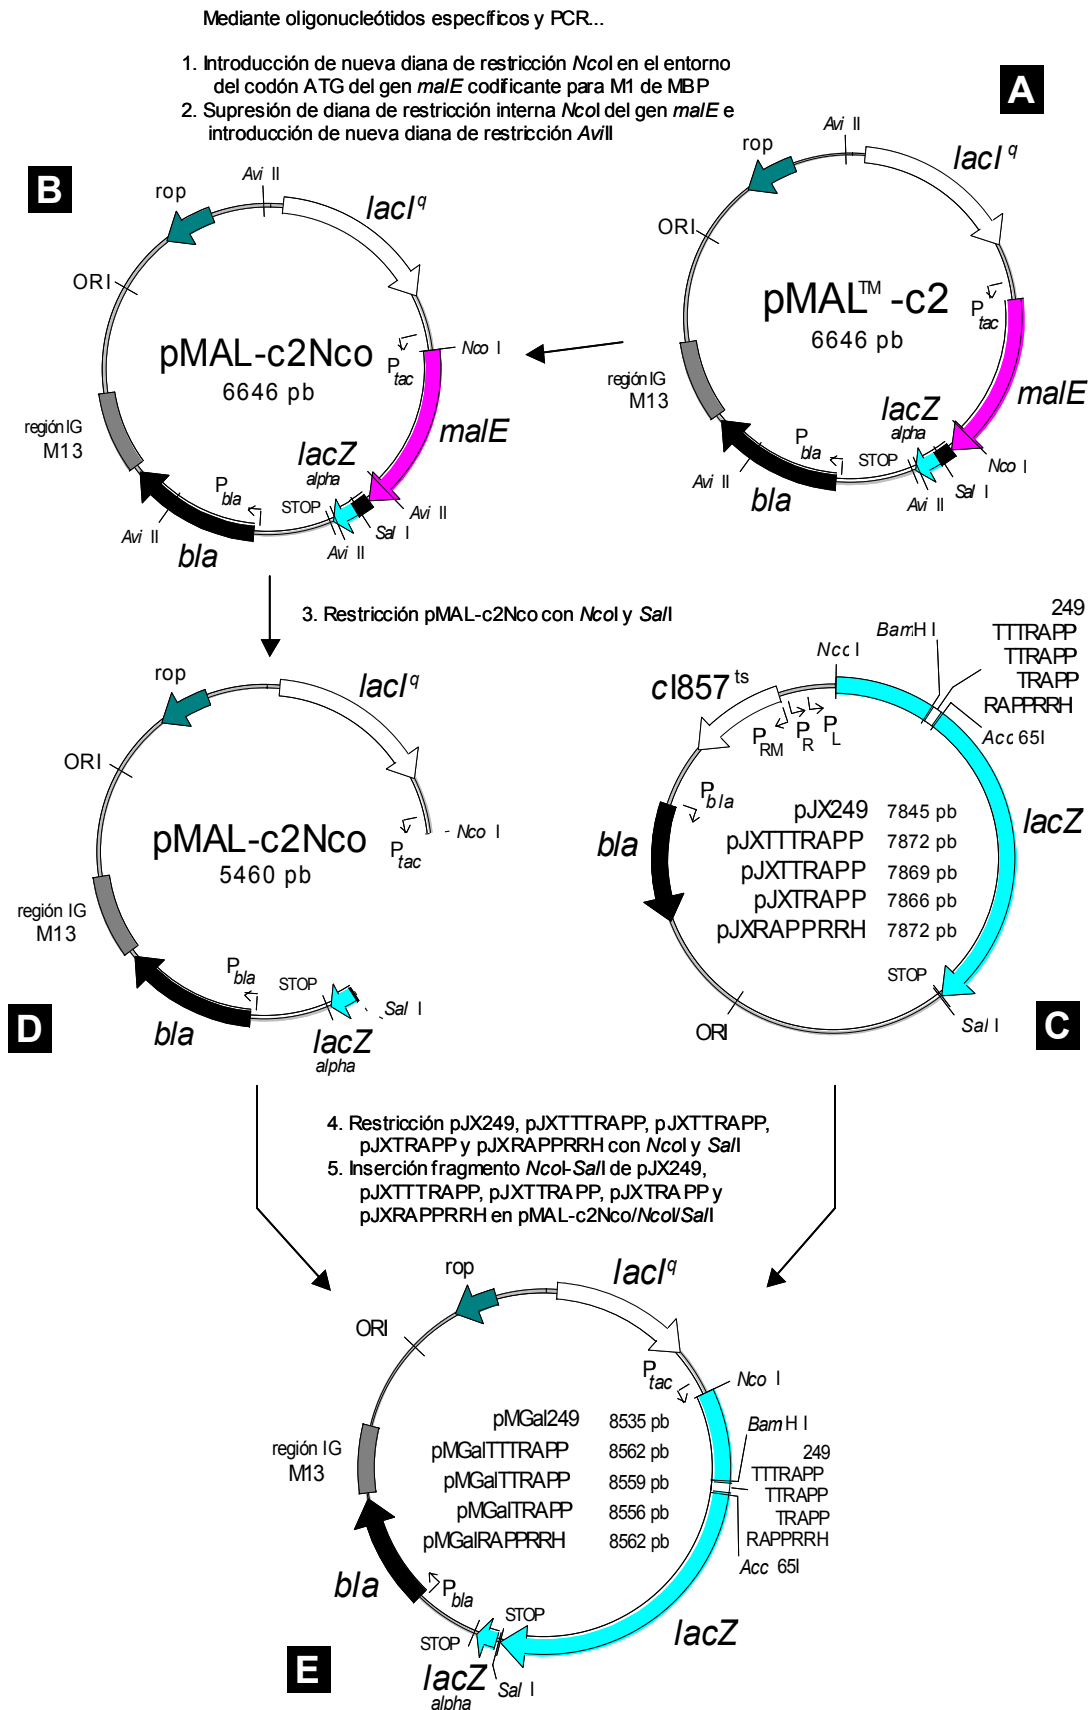 Mediante oligonucleótidos específicos y PCR...
1. Introducción de nueva diana de restricción NcoI en el entorno
del codón ATG del gen malE codificante para M1 de MBP
2. Supresión de diana de restricción interna NcoI del gen malE e
introducción de nueva diana de restricción AviII
A
Avi II
rop
lacI q
ORI
pMAL™-c2
6646 pb
P tac
región IG
M13
malE
lacZ
alpha
P bla
STOP
Nco I
Sal I
Avi II
Avi II
bla
B
Avi II
rop
lacI q
ORI
pMAL-c2Nco
6646 pb
P tac
Nco I
región IG
M13
malE
lacZ
alpha
P bla
STOP
Avi II
Sal I
Avi II
Avi II
bla
3. Restricción pMAL-c2Nco con NcoI y SalI
rop
lacI q
ORI
pMAL-c2Nco
5460 pb
P tac
Nco I
región IG
M13
P bla
STOP
Sal I
bla
lacZ
alpha
D
249
TTTRAPP
TTRAPP
TRAPP
RAPPRRH
BamH I
Nco I
Acc 65I
cI857 ts
P RM
P R
P L
P bla
bla
lacZ
pJX249 7845 pb
pJXTTTRAPP 7872 pb
pJXTTRAPP 7869 pb
pJXTRAPP 7866 pb
pJXRAPPRRH 7872 pb
STOP
ORI
Sal I
C
4. Restricción pJX249, pJXTTTRAPP, pJXTTRAPP,
pJXTRAPP y pJXRAPPRRH con NcoI y SalI
5. Inserción fragmento NcoI-SalI de pJX249,
pJXTTTRAPP, pJXTTRAPP, pJXTRAPP y
pJXRAPPRRH en pMAL-c2Nco/NcoI/SalI
rop
lacI q
ORI
P tac
Nco I
BamH I
249
TTTRAPP
TTRAPP
TRAPP
RAPPRRH
Acc 65I
pMGal249 8535 pb
pMGalTTTRAPP 8562 pb
pMGalTTRAPP 8559 pb
pMGalTRAPP 8556 pb
pMGalRAPPRRH 8562 pb
región IG
M13
bla
P bla
STOP
STOP
lacZ
lacZ
alpha
Sal I
E